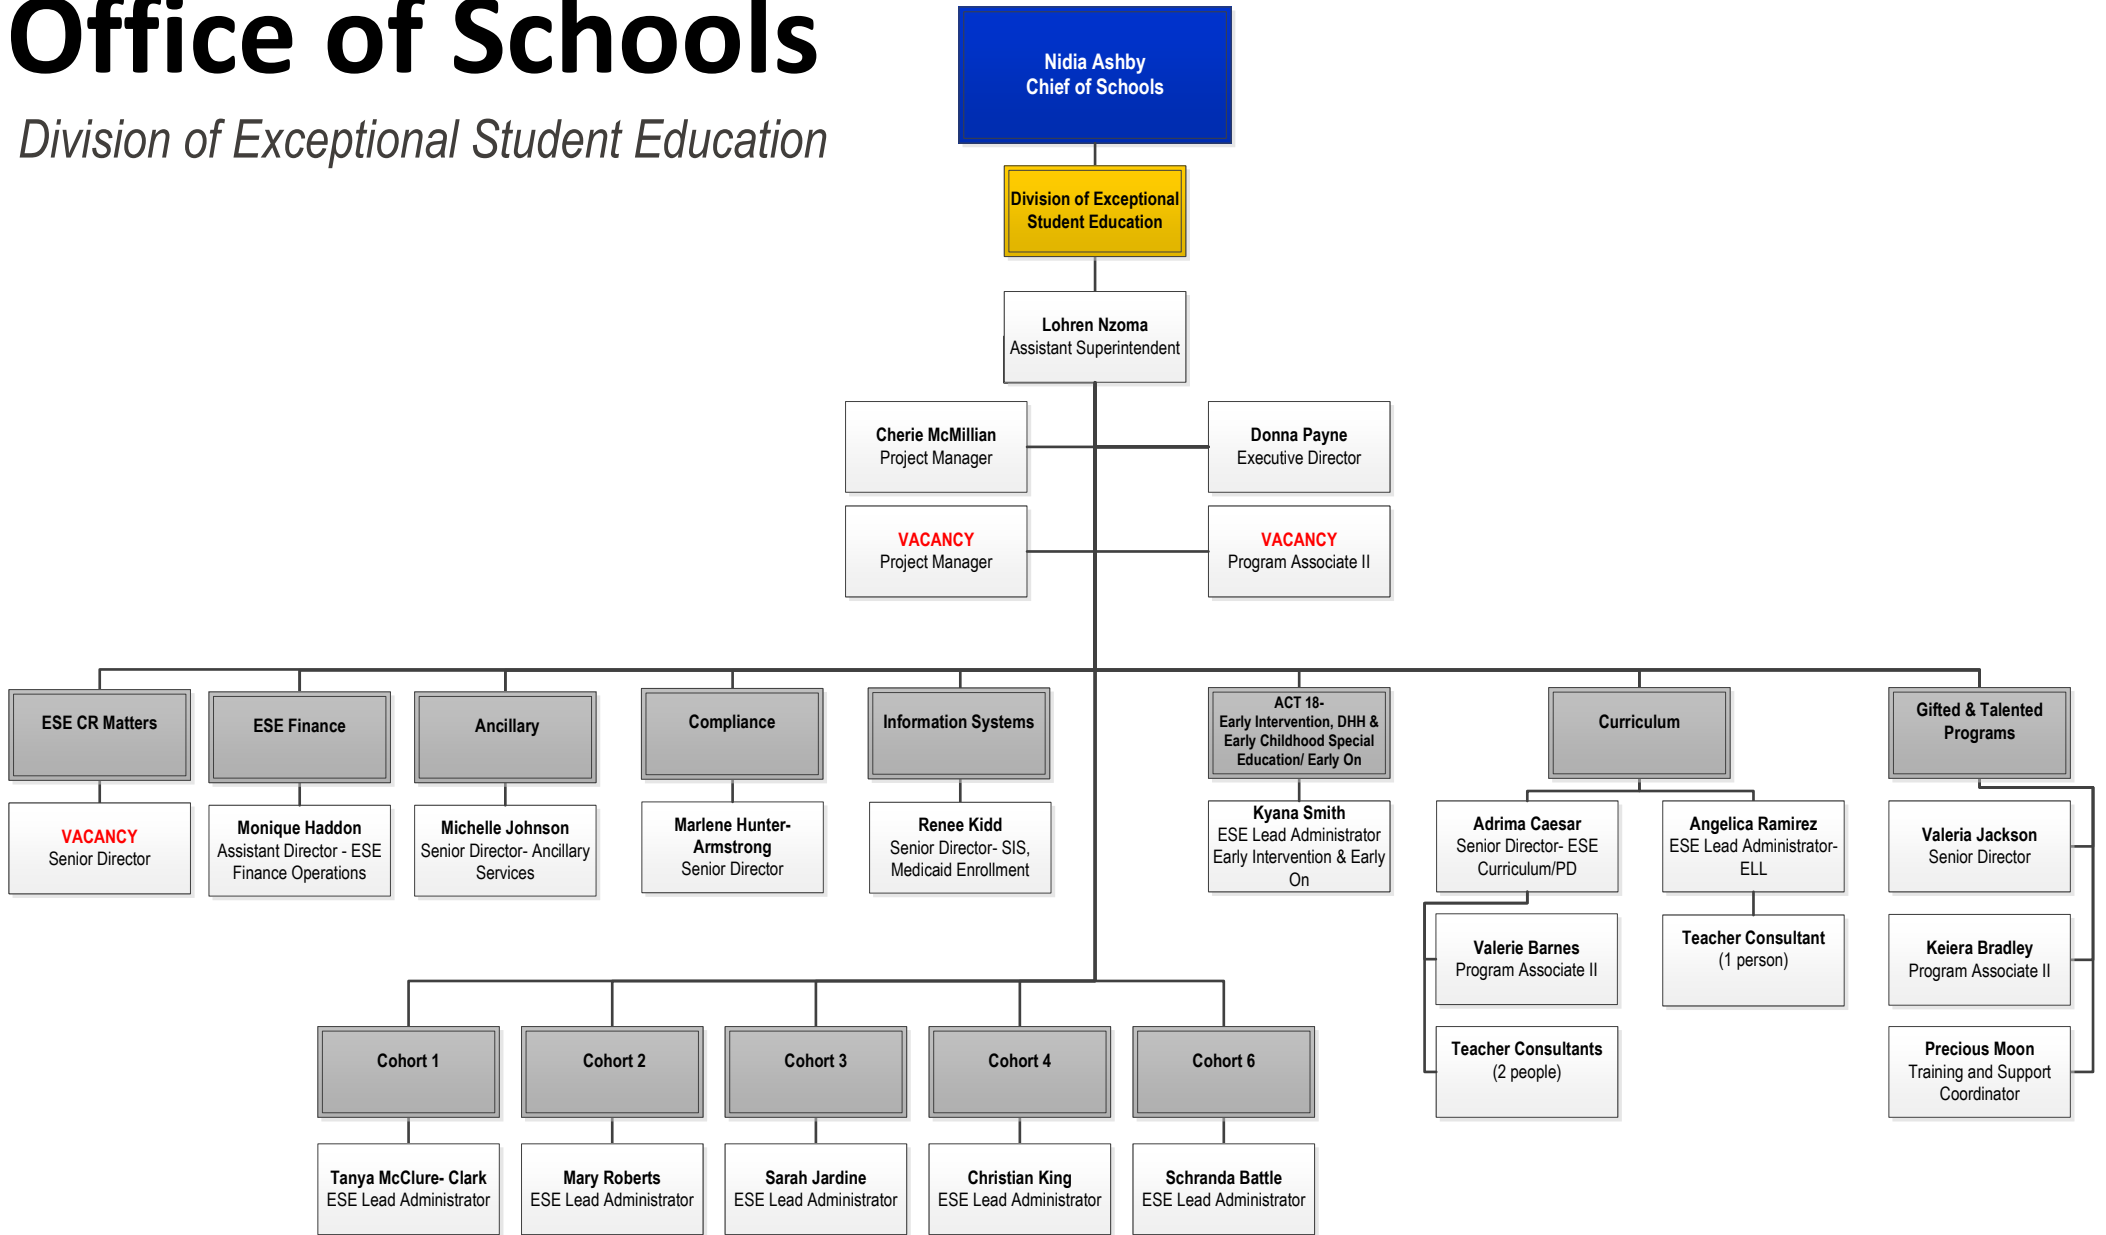 Office of Schools
Division of Exceptional Student Education
Nidia Ashby
Chief of Schools
Division of Exceptional
Student Education
Lohren Nzoma
Assistant Superintendent
Cherie McMillian
Project Manager
Donna Payne
Executive Director
VACANCY
Project Manager
VACANCY
Program Associate II
ESE CR Matters
ESE Finance
Ancillary
Compliance
Information Systems
ACT 18-
Early Intervention, DHH &
Early Childhood Special
Education/ Early On
Curriculum
Gifted & Talented
Programs
VACANCY
Senior Director
Monique Haddon
Assistant Director - ESE
Finance Operations
Michelle Johnson
Senior Director- Ancillary
Services
Marlene Hunter-
Armstrong
Senior Director
Renee Kidd
Senior Director- SIS,
Medicaid Enrollment
Kyana Smith
ESE Lead Administrator
Early Intervention & Early
On
Adrima Caesar
Senior Director- ESE
Curriculum/PD
Angelica Ramirez
ESE Lead Administrator-
ELL
Valeria Jackson
Senior Director
Valerie Barnes
Program Associate II
Teacher Consultant
(1 person)
Keiera Bradley
Program Associate II
Teacher Consultants
(2 people)
Precious Moon
Training and Support
Coordinator
Cohort 1
Cohort 2
Cohort 3
Cohort 4
Cohort 6
Tanya McClure- Clark
ESE Lead Administrator
Mary Roberts
ESE Lead Administrator
Sarah Jardine
ESE Lead Administrator
Christian King
ESE Lead Administrator
Schranda Battle
ESE Lead Administrator